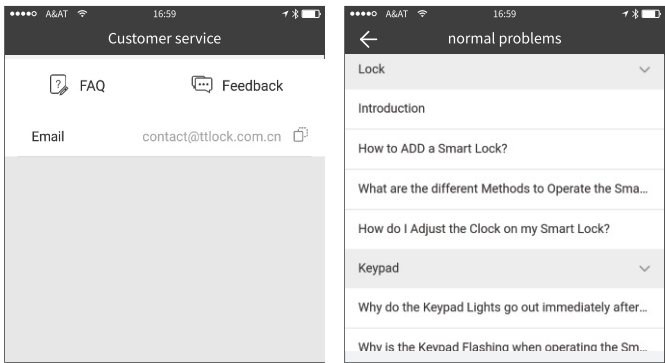 A&AT 16:59
Customer service
FAQ Feedback
Email contact@ttlock.com.cn
A&AT 16:59
normal problems
Lock
Introduction
How to ADD a Smart Lock?
What are the different Methods to Operate the Sma...
How do I Adjust the Clock on my Smart Lock?
Keypad
Why do the Keypad Lights go out immediately after...
Why is the Keypad Flashing when operating the Sm...